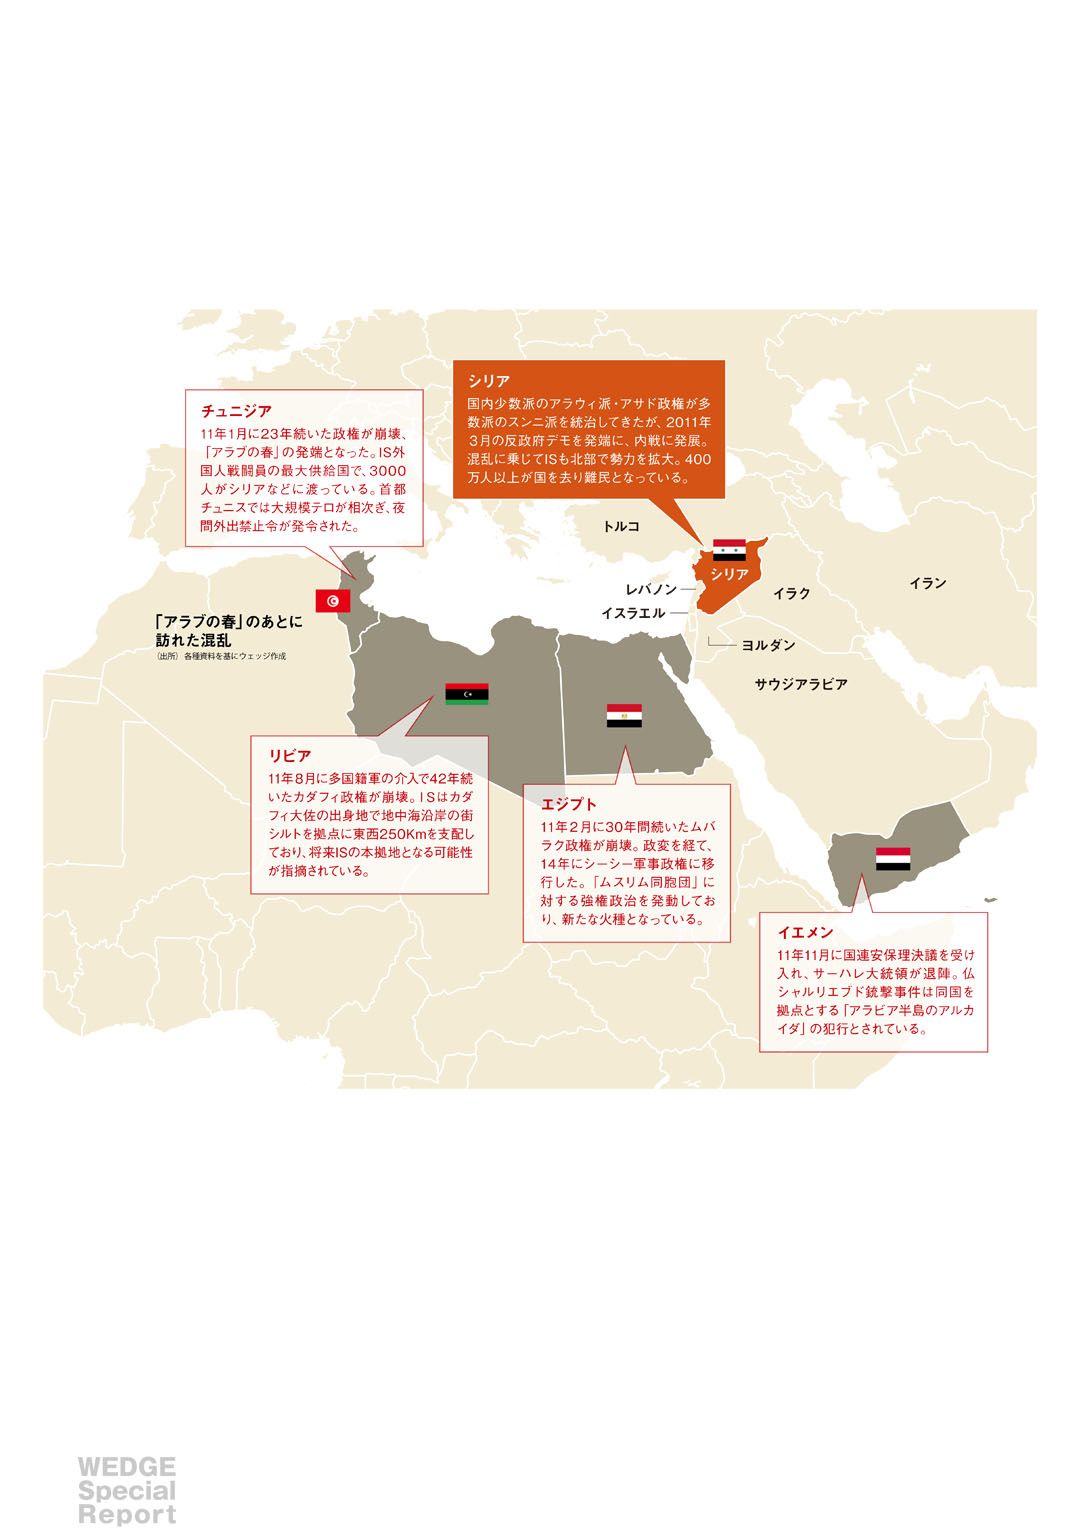 シリア
国内少数派のアラウィ派・アサド政権が多
数派のスンニ派を統治してきたが、2011年
3月の反政府デモを発端に、内戦に発展。
混乱に乗じてISも北部で勢力を拡大。400
万人以上が国を去り難民となっている。
チュニジア
11年1月に23年続いた政権が崩壊、
「アラブの春」の発端となった。IS外
国人戦闘員の最大供給国で、3000
人がシリアなどに渡っている。首都
チュニスでは大規模テロが相次ぎ、夜
間外出禁止令が発令された。
トルコ
シリア
レバノン
イスラエル
イラク
イラン
ヨルダン
サウジアラビア
「アラブの春」のあとに
訪れた混乱
（出所）各種資料を基にウェッジ作成
リビア
11年8月に多国籍軍の介入で42年続
いたカダフィ政権が崩壊。ISはカダ
フィ大佐の出身地で地中海沿岸の街
シルトを拠点に東西250Kmを支配し
ており、将来ISの本拠地となる可能性
が指摘されている。
エジプト
11年2月に30年間続いたムバ
ラク政権が崩壊。政変を経て、
14年にシーシー軍事政権に移
行した。「ムスリム同胞団」に
対する強権政治を発動してお
り、新たな火種となっている。
イエメン
11年11月に国連安保理決議を受け
入れ、サーハレ大統領が退陣。仏
シャルリエブド銃撃事件は同国を
拠点とする「アラビア半島のアルカ
イダ」の犯行とされている。
WEDGE
Special
Report